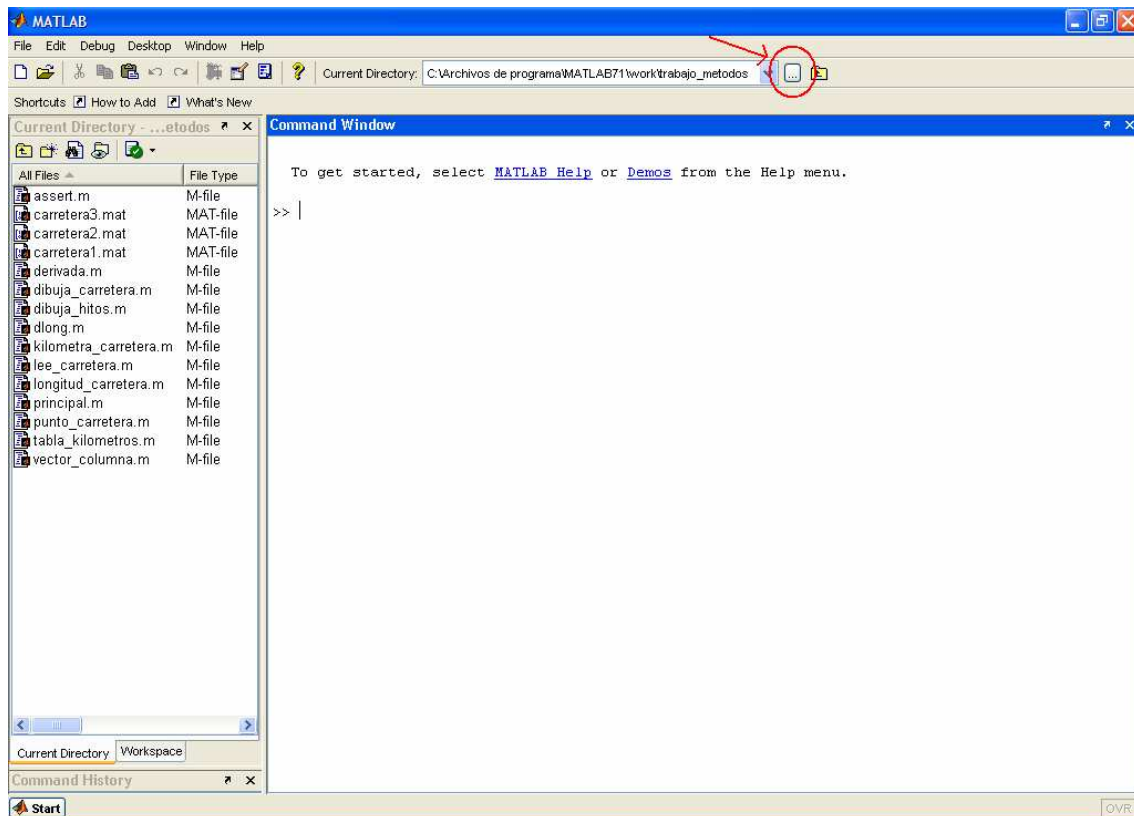 MATLAB
File Edit Debug Desktop Window Help
Current Directory: C:\Archivos de programa\MATLAB71\work\trabajo_metodos ...
Shortcuts How to Add What's New
Current Directory - ...etodos
All Files File Type
assert.m M-file
carretera3.mat MAT-file
carretera2.mat MAT-file
carretera1.mat MAT-file
derivada.m M-file
dibuja_carretera.m M-file
dibuja_hitos.m M-file
dlong.m M-file
kilometra_carretera.m M-file
lee_carretera.m M-file
longitud_carretera.m M-file
principal.m M-file
punto_carretera.m M-file
tabla_kilometros.m M-file
vector_columna.m M-file
Current Directory Workspace
Command History
Command Window
To get started, select MATLAB Help or Demos from the Help menu.
>>
Start
OVR